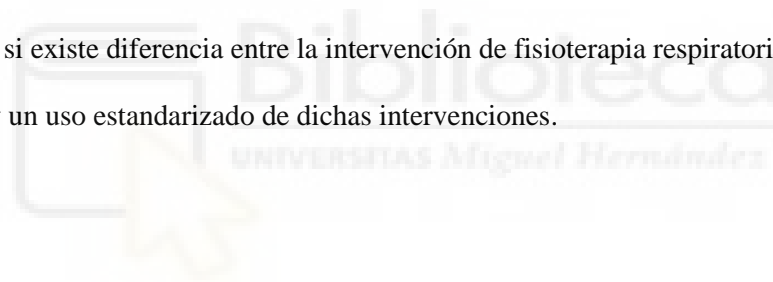 si existe diferencia entre la intervención de fisioterapia respiratori
Biblioteca
un uso estandarizado de dichas intervenciones.
UNIVERSITAS Miguel Hernández